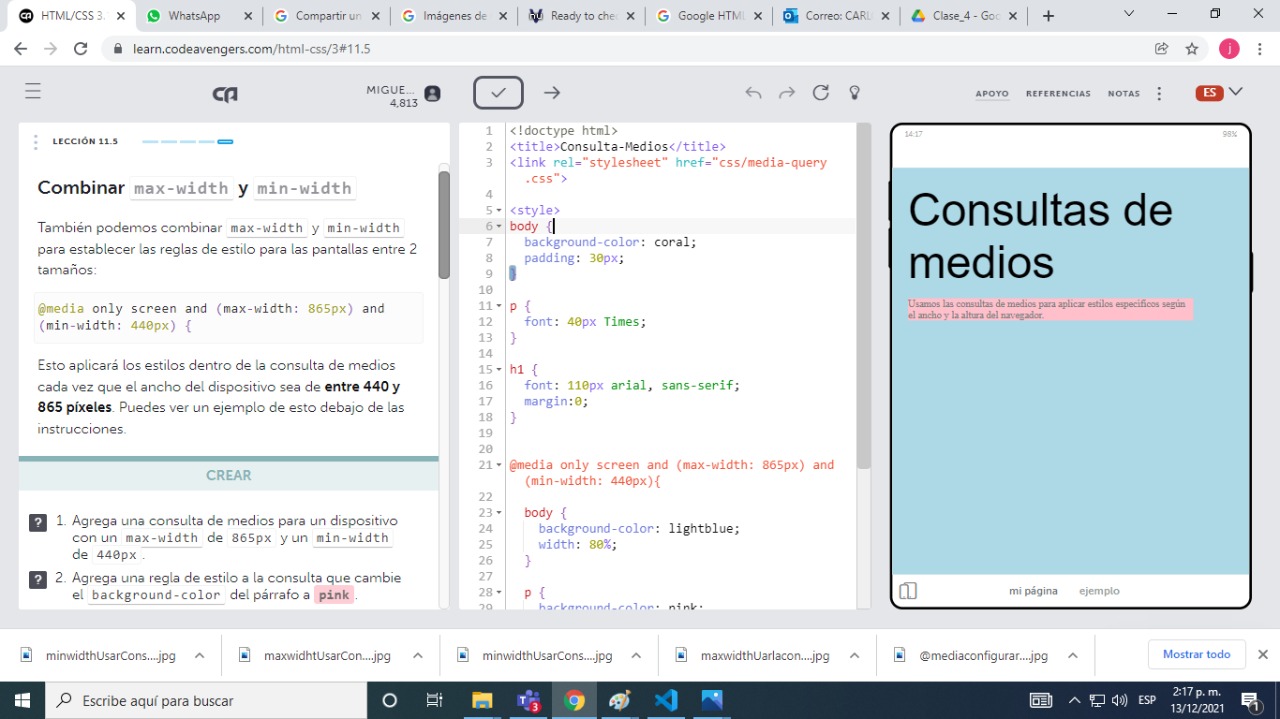 HTML/CSS 3.
WhatsApp
Compartir un
Imágenes de
Ready to che
Google HTML
Correo: CARL
Clase_4 - Goo
learn.codeavengers.com/html-css/3#11.5
j
MIGUE...
4,813
APOYO
REFERENCIAS
NOTAS
ES
LECCIÓN 11.5
Combinar max-width y min-width
También podemos combinar max-width y min-width
para establecer las reglas de estilo para las pantallas entre 2
tamaños:
@media only screen and (max-width: 865px) and
(min-width: 440px) {
Esto aplicará los estilos dentro de la consulta de medios
cada vez que el ancho del dispositivo sea de entre 440 y
865 píxeles. Puedes ver un ejemplo de esto debajo de las
instrucciones.
CREAR
? 1. Agrega una consulta de medios para un dispositivo
con un max-width de 865px y un min-width
de 440px.
? 2. Agrega una regla de estilo a la consulta que cambie
el background-color del párrafo a pink.
1 <!doctype html>
2 <title>Consulta-Medios</title>
3 <link rel="stylesheet" href="css/media-query
.css">
4
5 <style>
6 body {
7 background-color: coral;
8 padding: 30px;
9 }
10
11 p {
12 font: 40px Times;
13 }
14
15 h1 {
16 font: 110px arial, sans-serif;
17 margin:0;
18 }
19
20
21 @media only screen and (max-width: 865px) and
(min-width: 440px){
22
23 body {
24 background-color: lightblue;
25 width: 80%;
26 }
27
28 p {
29 background-color: pink;
14:17
98%
Consultas de
medios
Usamos las consultas de medios para aplicar estilos específicos según
el ancho y la altura del navegador.
mi página
ejemplo
minwidthUsarCons....jpg
maxwidhtUsarCon....jpg
minwidthUsarCons....jpg
maxwidthUarlacon....jpg
@mediaconfigurar....jpg
Mostrar todo
Escribe aquí para buscar
3
ESP
2:17 p. m.
13/12/2021
1